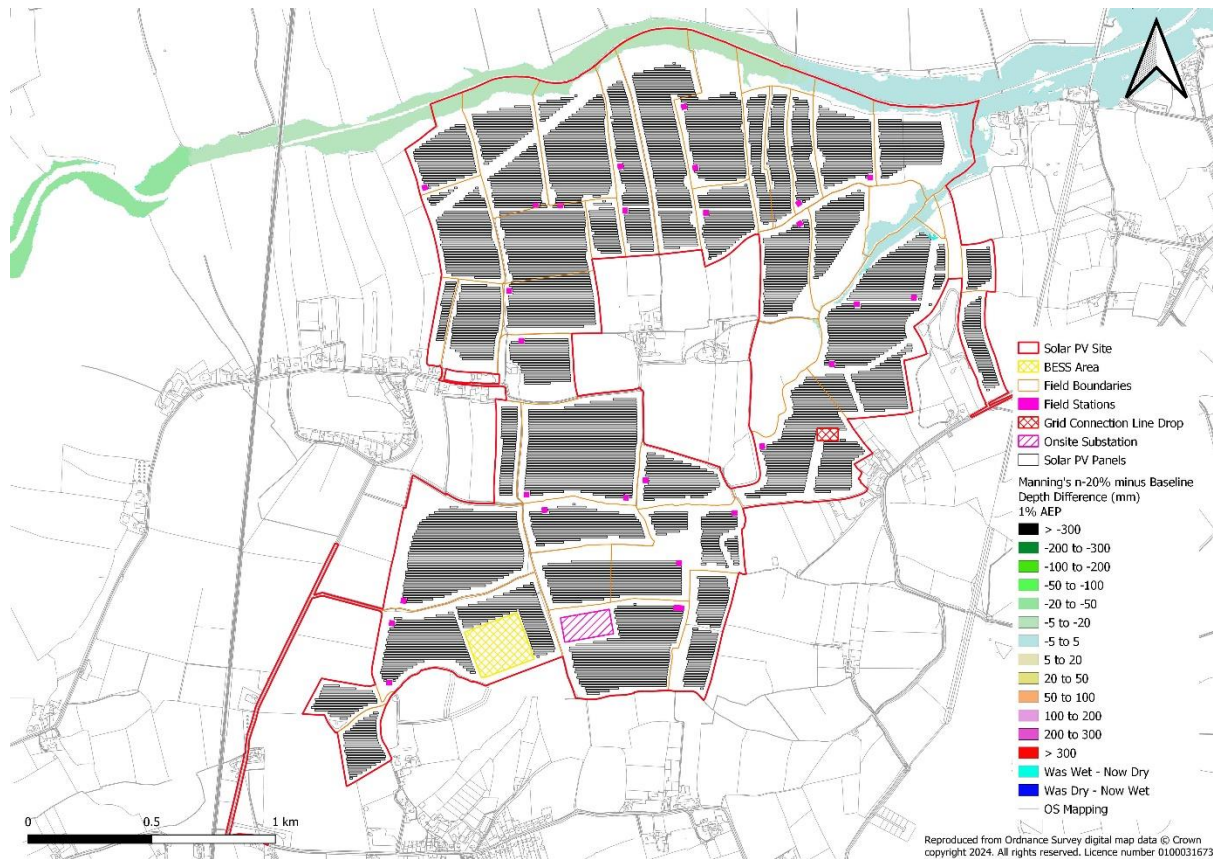 Solar PV Site
BESS Area
Field Boundaries
Field Stations
Grid Connection Line Drop
Onsite Substation
Solar PV Panels
Manning's n-20% minus Baseline
Depth Difference (mm)
1% AEP
> -300
-200 to -300
-100 to -200
-50 to -100
-20 to -50
-5 to -20
-5 to 5
5 to 20
20 to 50
50 to 100
100 to 200
200 to 300
> 300
Was Wet - Now Dry
Was Dry - Now Wet
OS Mapping
0 0.5 1 km
Reproduced from Ordnance Survey digital map data © Crown
copyright 2024. All rights reserved. Licence number 0100031673